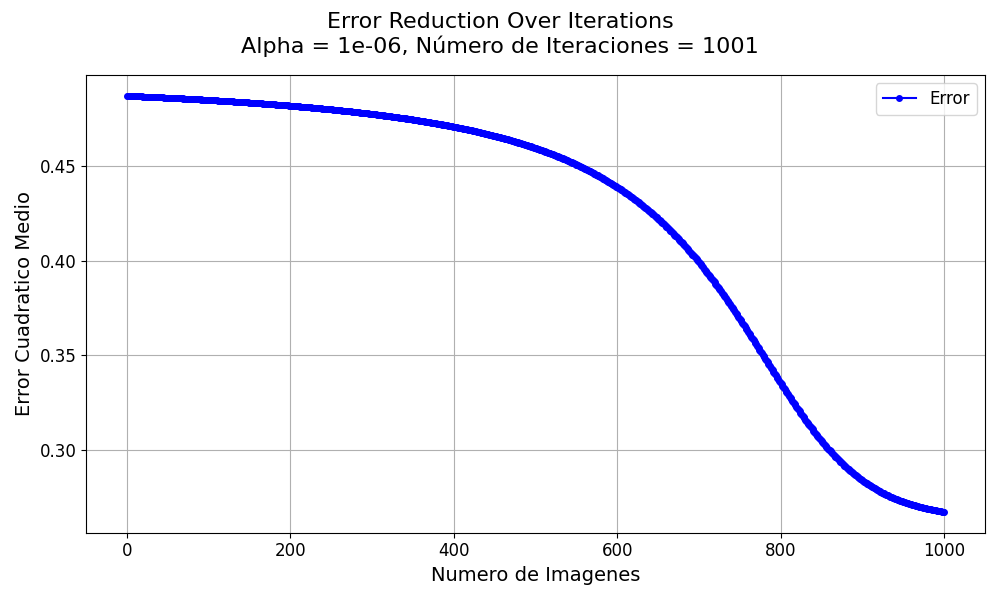 Error Reduction Over Iterations
Alpha = 1e-06, Número de Iteraciones = 1001
Error
Error Cuadratico Medio
0.45
0.40
0.35
0.30
0
200
400
600
800
1000
Numero de Imagenes